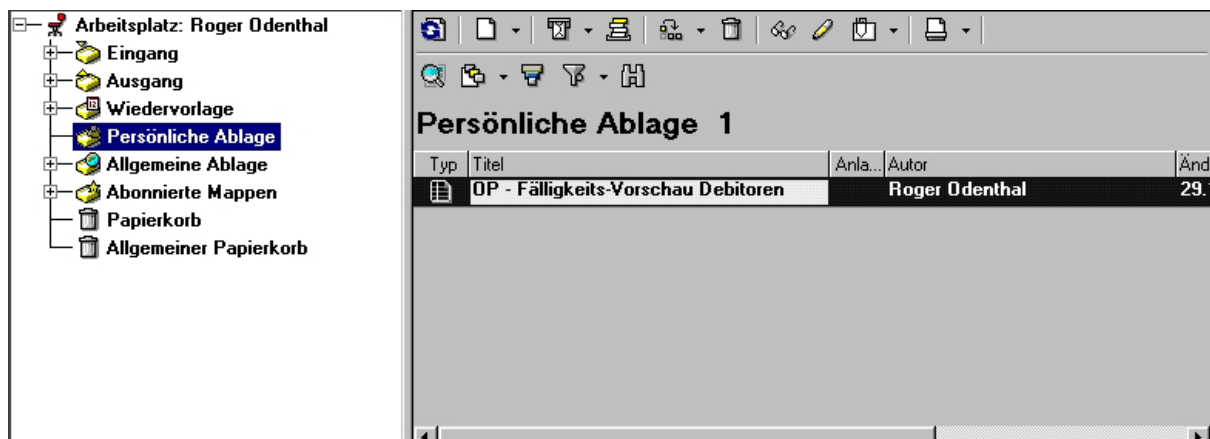 Arbeitsplatz: Roger Odenthal
Eingang
Ausgang
Wiedervorlage
Persönliche Ablage
Allgemeine Ablage
Abonnierte Mappen
Papierkorb
Allgemeiner Papierkorb
Persönliche Ablage 1
Typ Titel Anla... Autor Änd
OP - Fälligkeits-Vorschau Debitoren Roger Odenthal 29.